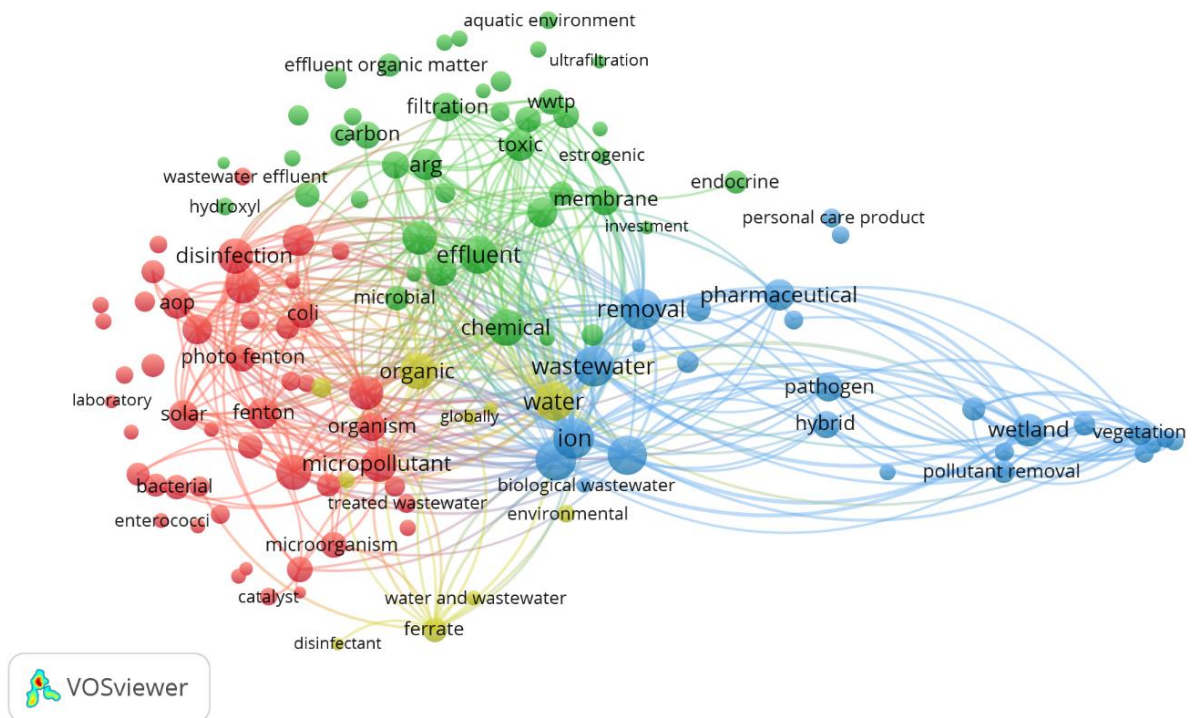 aquatic environment
effluent organic matter
ultrafiltration
filtration
wwtp
carbon
toxic
estrogenic
arg
wastewater effluent
endocrine
hydroxyl
membrane
personal care product
investment
disinfection
effluent
microbial
pharmaceutical
aop
coli
removal
chemical
photo fenton
organic
wastewater
pathogen
laboratory
solar
fenton
globally
water
hybrid
organism
ion
wetland
vegetation
micropollutant
pollutant removal
bacterial
biological wastewater
treated wastewater
enterococci
environmental
microorganism
catalyst
water and wastewater
ferrate
disinfectant
VOSviewer